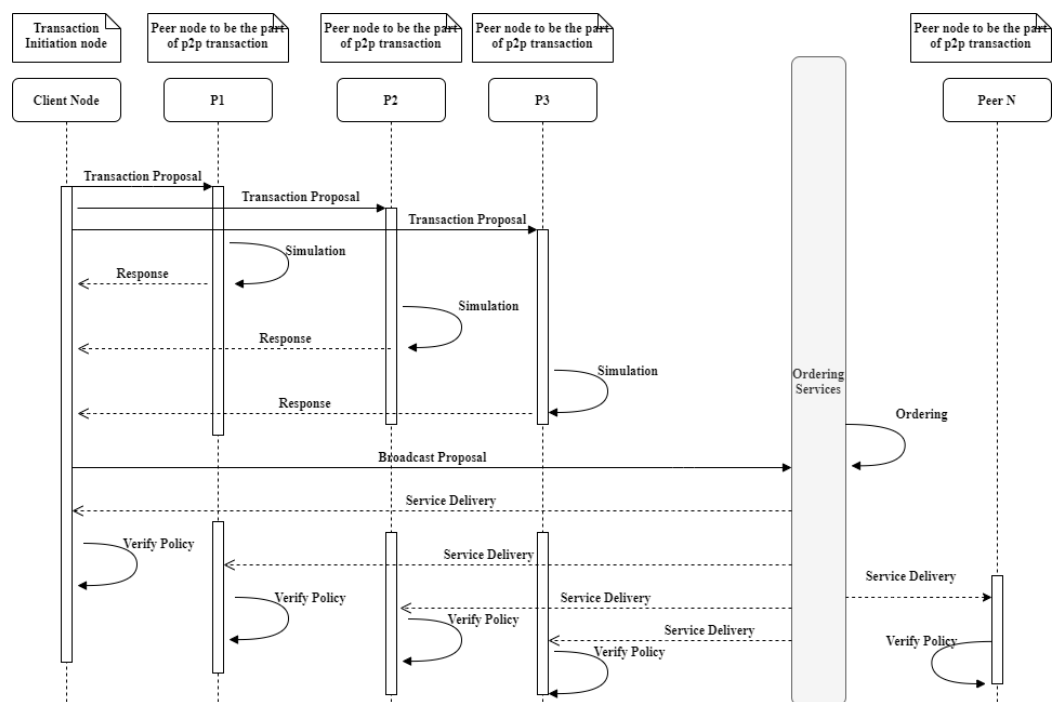 Transaction
Initiation node
Peer node to be the part
of p2p transaction
Peer node to be the part
of p2p transaction
Peer node to be the part
of p2p transaction
Peer node to be the part
of p2p transaction
Client Node
P1
P2
P3
Peer N
Transaction Proposal
Transaction Proposal
Transaction Proposal
Simulation
Response
Simulation
Response
Simulation
Response
Ordering
Services
Ordering
Broadcast Proposal
Service Delivery
Verify Policy
Service Delivery
Service Delivery
Verify Policy
Service Delivery
Verify Policy
Service Delivery
Verify Policy
Verify Policy